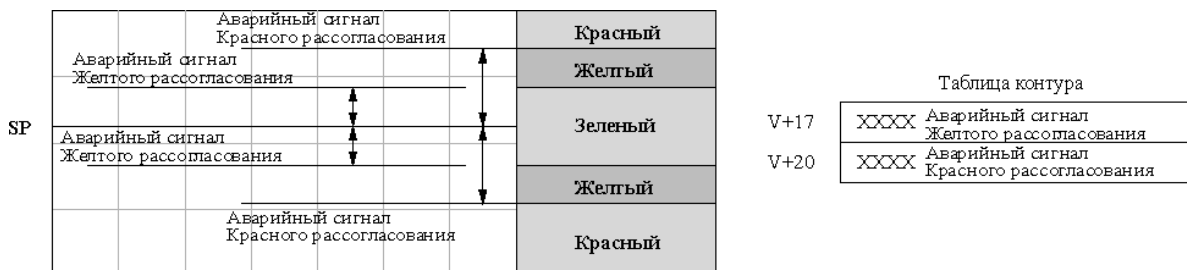 Аварийный сигнал
Красного рассогласования
Красный
Аварийный сигнал
Желтого рассогласования
Желтый
SP
Зеленый
Аварийный сигнал
Желтого рассогласования
Желтый
Аварийный сигнал
Красного рассогласования
Красный
Таблица контура
V+17
XXXX Аварийный сигнал
Желтого рассогласования
V+20
XXXX Аварийный сигнал
Красного рассогласования